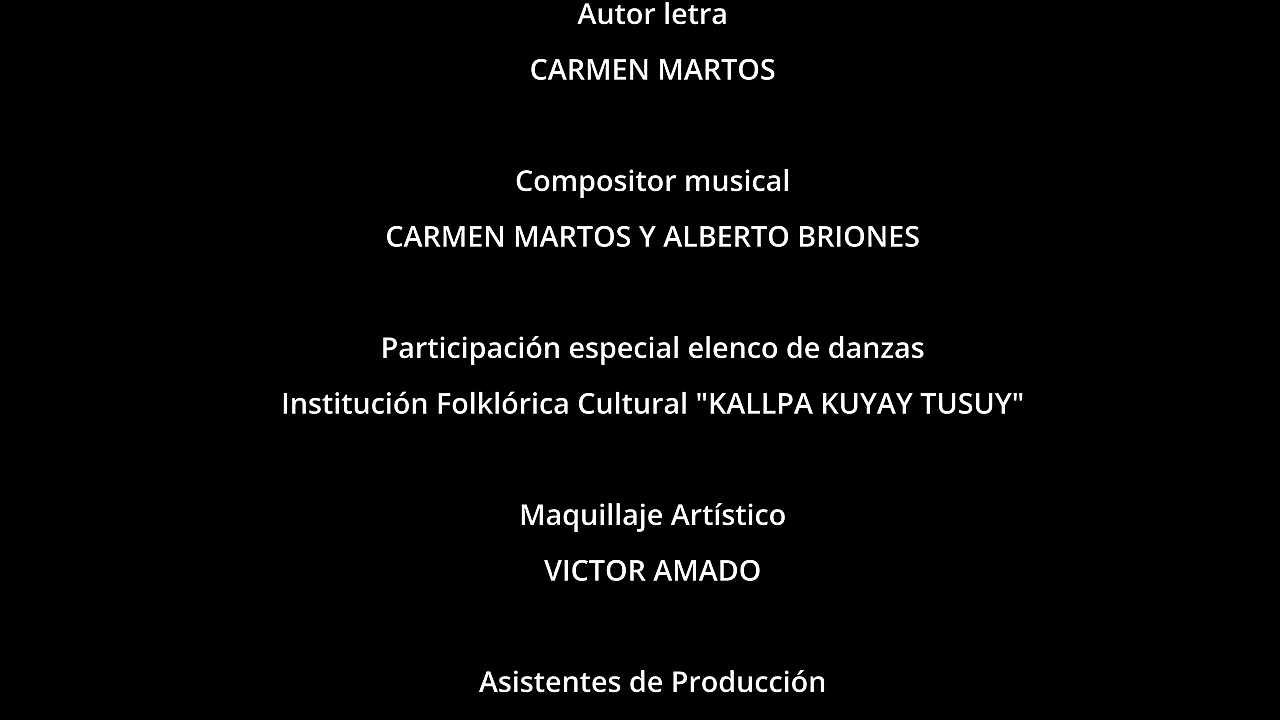 Autor letra
CARMEN MARTOS
Compositor musical
CARMEN MARTOS Y ALBERTO BRIONES
Participación especial elenco de danzas
Institución Folklórica Cultural "KALLPA KUYAY TUSUY"
Maquillaje Artístico
VICTOR AMADO
Asistentes de Producción